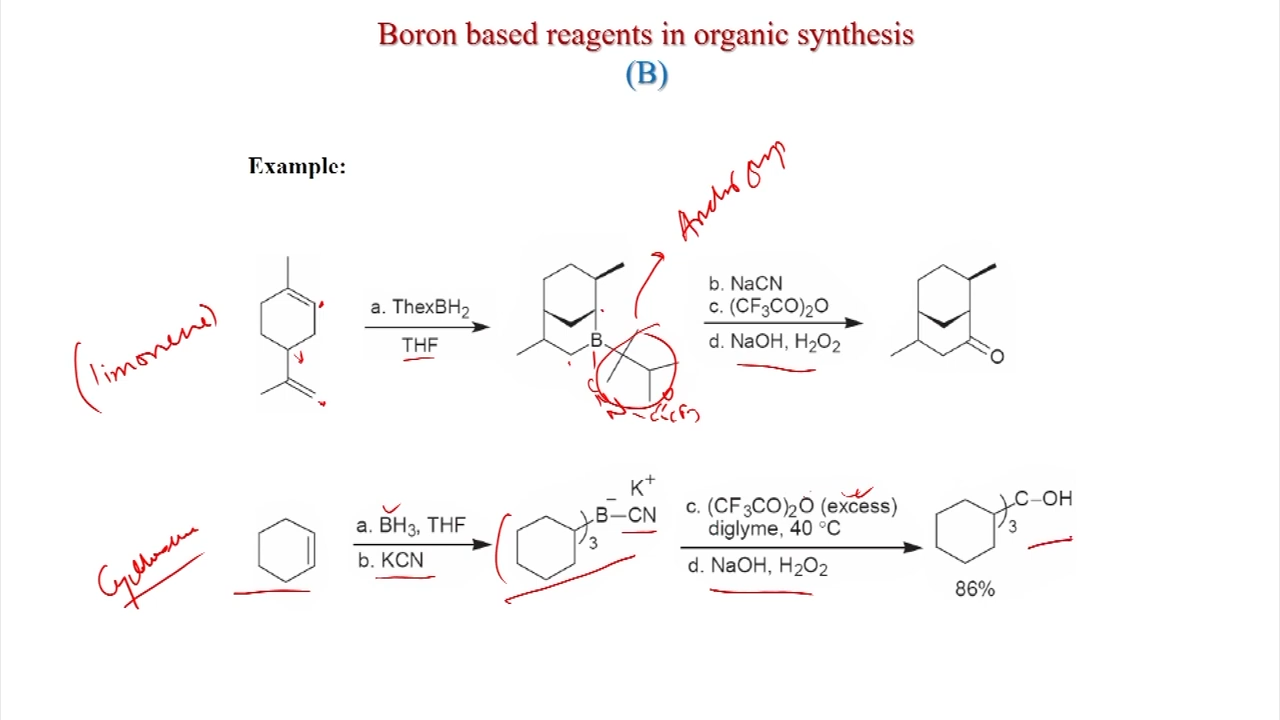 Boron based reagents in organic synthesis
(B)
Example:
(limonene)
a. ThexBH₂
THF
B
b. NaCN
c. (CF₃CO)₂O
d. NaOH, H₂O₂
O
a. BH₃, THF
b. KCN
K⁺
)₃ B⁻–CN
c. (CF₃CO)₂O (excess)
diglyme, 40 °C
d. NaOH, H₂O₂
)₃ C–OH
86%